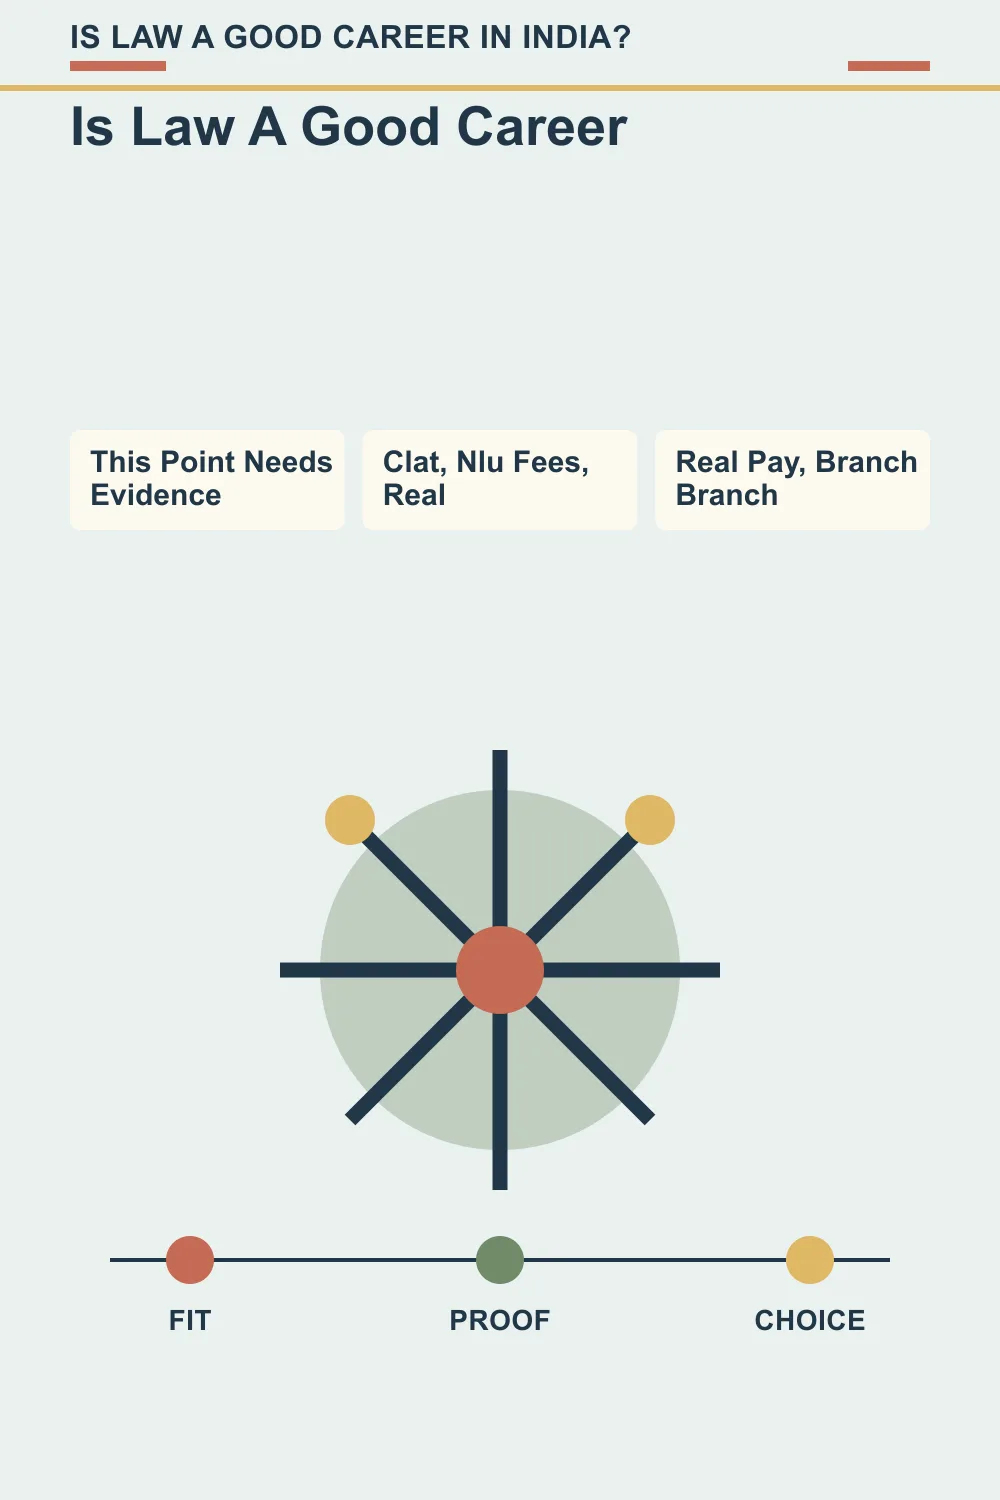 IS LAW A GOOD CAREER IN INDIA?
Is Law A Good Career
This Point Needs
Evidence
Clat, Nlu Fees,
Real
Real Pay, Branch
Branch
FIT
PROOF
CHOICE